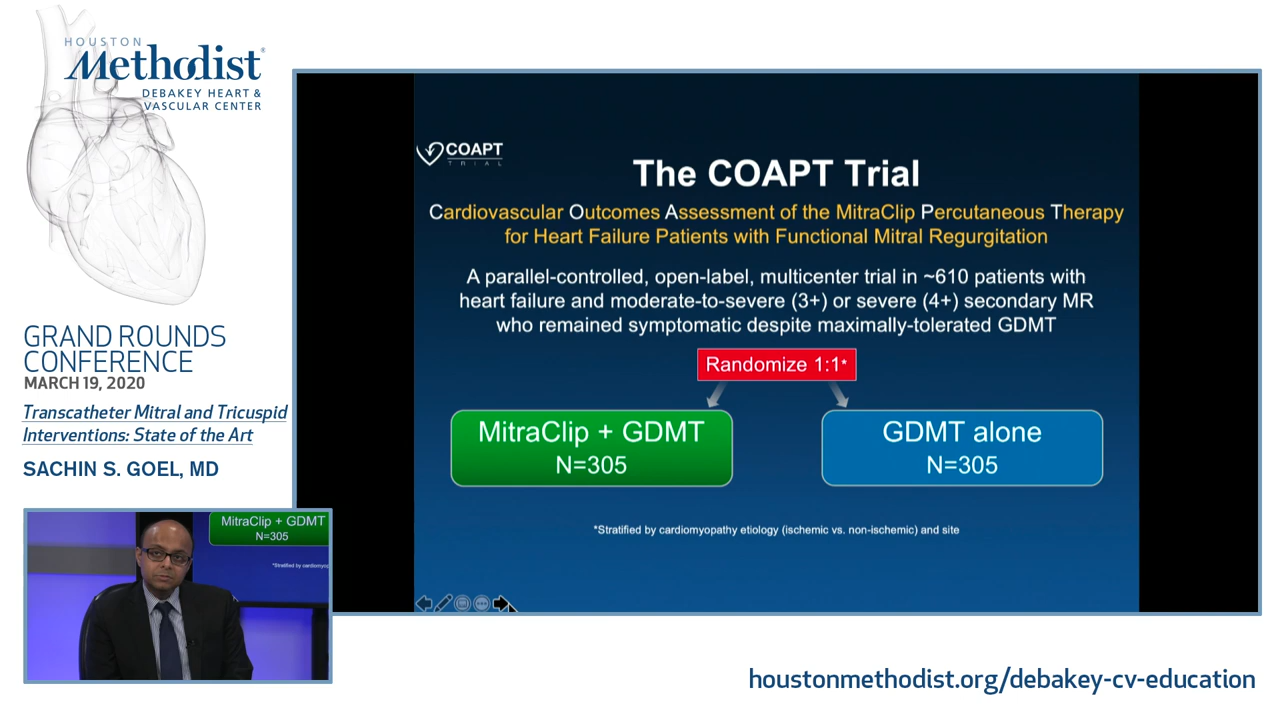 HOUSTON
Methodist®
DEBAKEY HEART &
VASCULAR CENTER
GRAND ROUNDS
CONFERENCE
MARCH 19, 2020
Transcatheter Mitral and Tricuspid
Interventions: State of the Art
SACHIN S. GOEL, MD
COAPT
TRIAL
The COAPT Trial
Cardiovascular Outcomes Assessment of the MitraClip Percutaneous Therapy
for Heart Failure Patients with Functional Mitral Regurgitation
A parallel-controlled, open-label, multicenter trial in ~610 patients with
heart failure and moderate-to-severe (3+) or severe (4+) secondary MR
who remained symptomatic despite maximally-tolerated GDMT
Randomize 1:1*
MitraClip + GDMT
N=305
GDMT alone
N=305
*Stratified by cardiomyopathy etiology (ischemic vs. non-ischemic) and site
MitraClip + GDMT
N=305
*Stratified by cardiomyop
houstonmethodist.org/debakey-cv-education